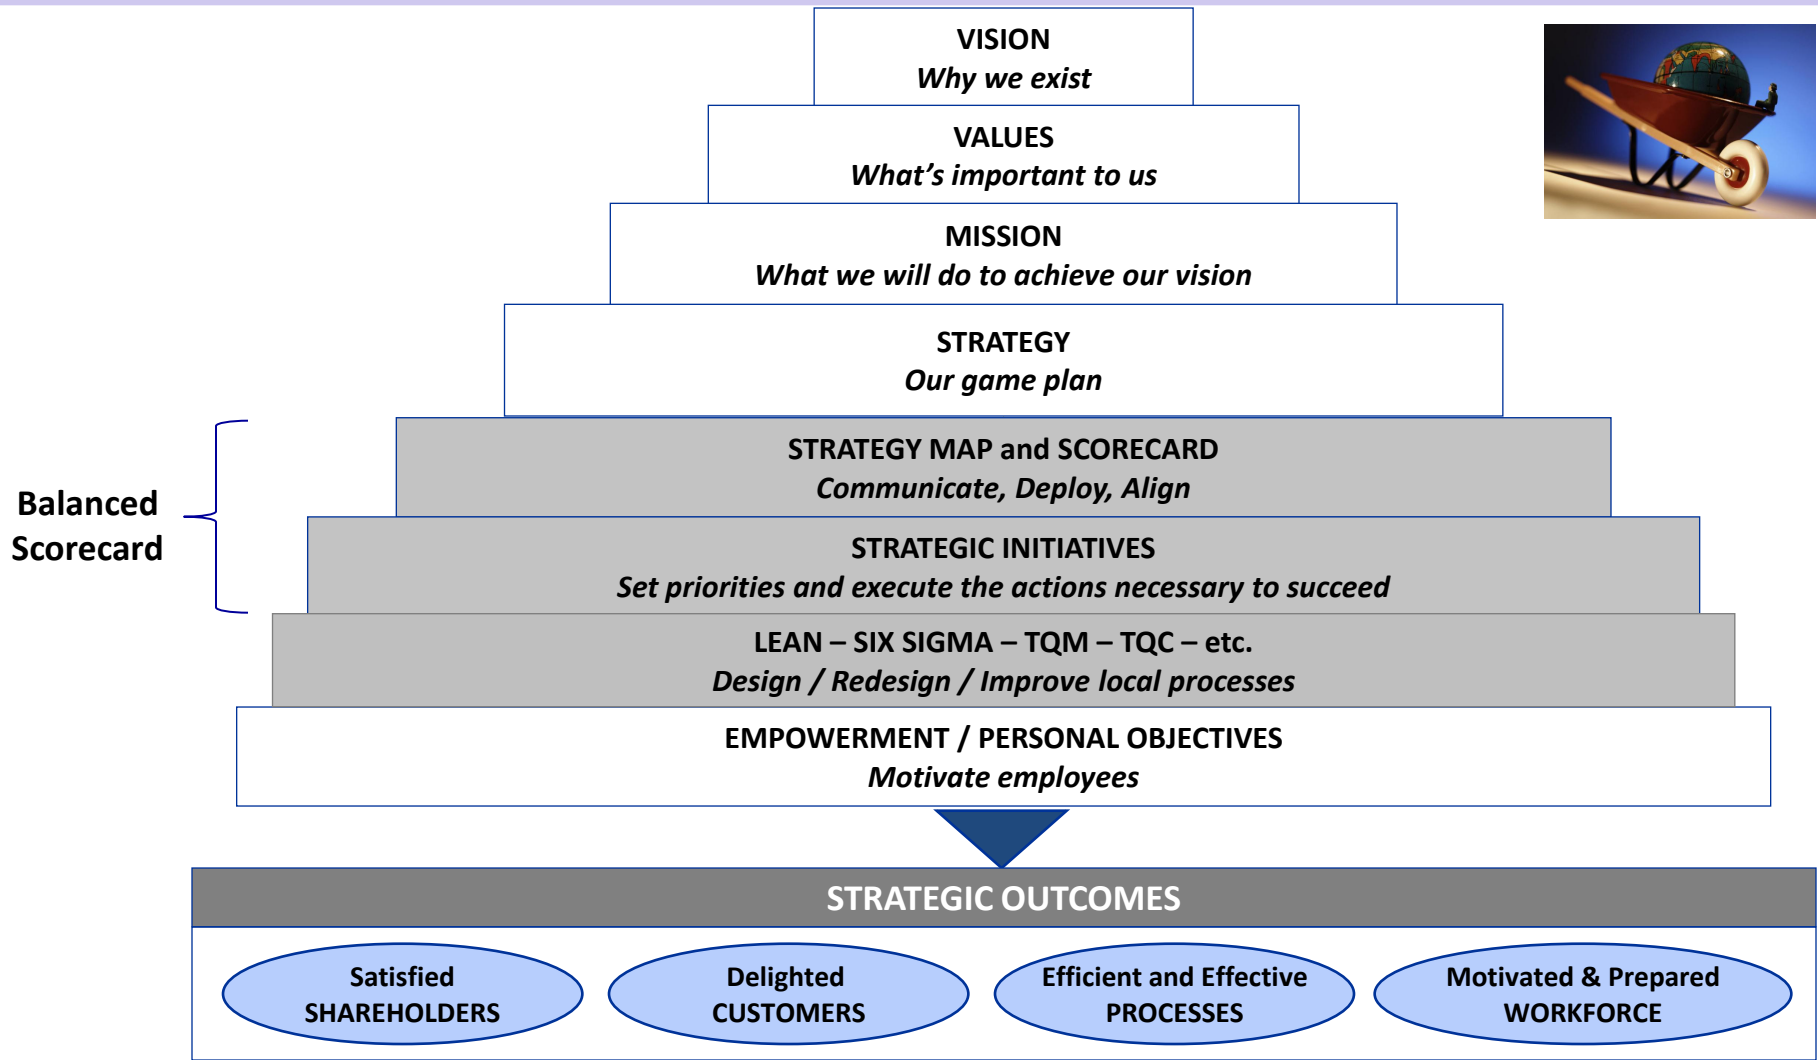 VISION
Why we exist
VALUES
What’s important to us
MISSION
What we will do to achieve our vision
STRATEGY
Our game plan
Balanced
Scorecard
STRATEGY MAP and SCORECARD
Communicate, Deploy, Align
STRATEGIC INITIATIVES
Set priorities and execute the actions necessary to succeed
LEAN – SIX SIGMA – TQM – TQC – etc.
Design / Redesign / Improve local processes
EMPOWERMENT / PERSONAL OBJECTIVES
Motivate employees
STRATEGIC OUTCOMES
Satisfied
SHAREHOLDERS
Delighted
CUSTOMERS
Efficient and Effective
PROCESSES
Motivated & Prepared
WORKFORCE